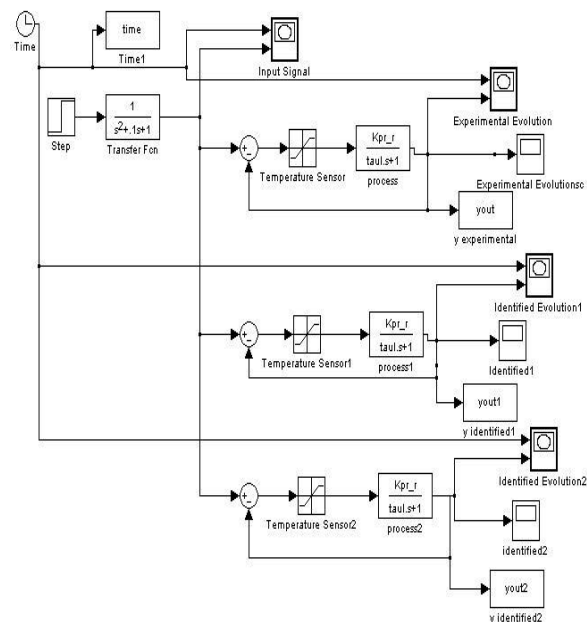 time
Time
Time1
Input Signal
1
s2+.1s+1
Step
Transfer Fcn
Experimental Evolution
+
-
Temperature Sensor
Kpr_r
taul.s+1
process
Experimental Evolutionsc
yout
y experimental
Identified Evolution1
+
-
Temperature Sensor1
Kpr_r
taul.s+1
process1
Identified1
yout1
y identified1
Identified Evolution2
+
-
Temperature Sensor2
Kpr_r
taul.s+1
process2
identified2
yout2
y identified2